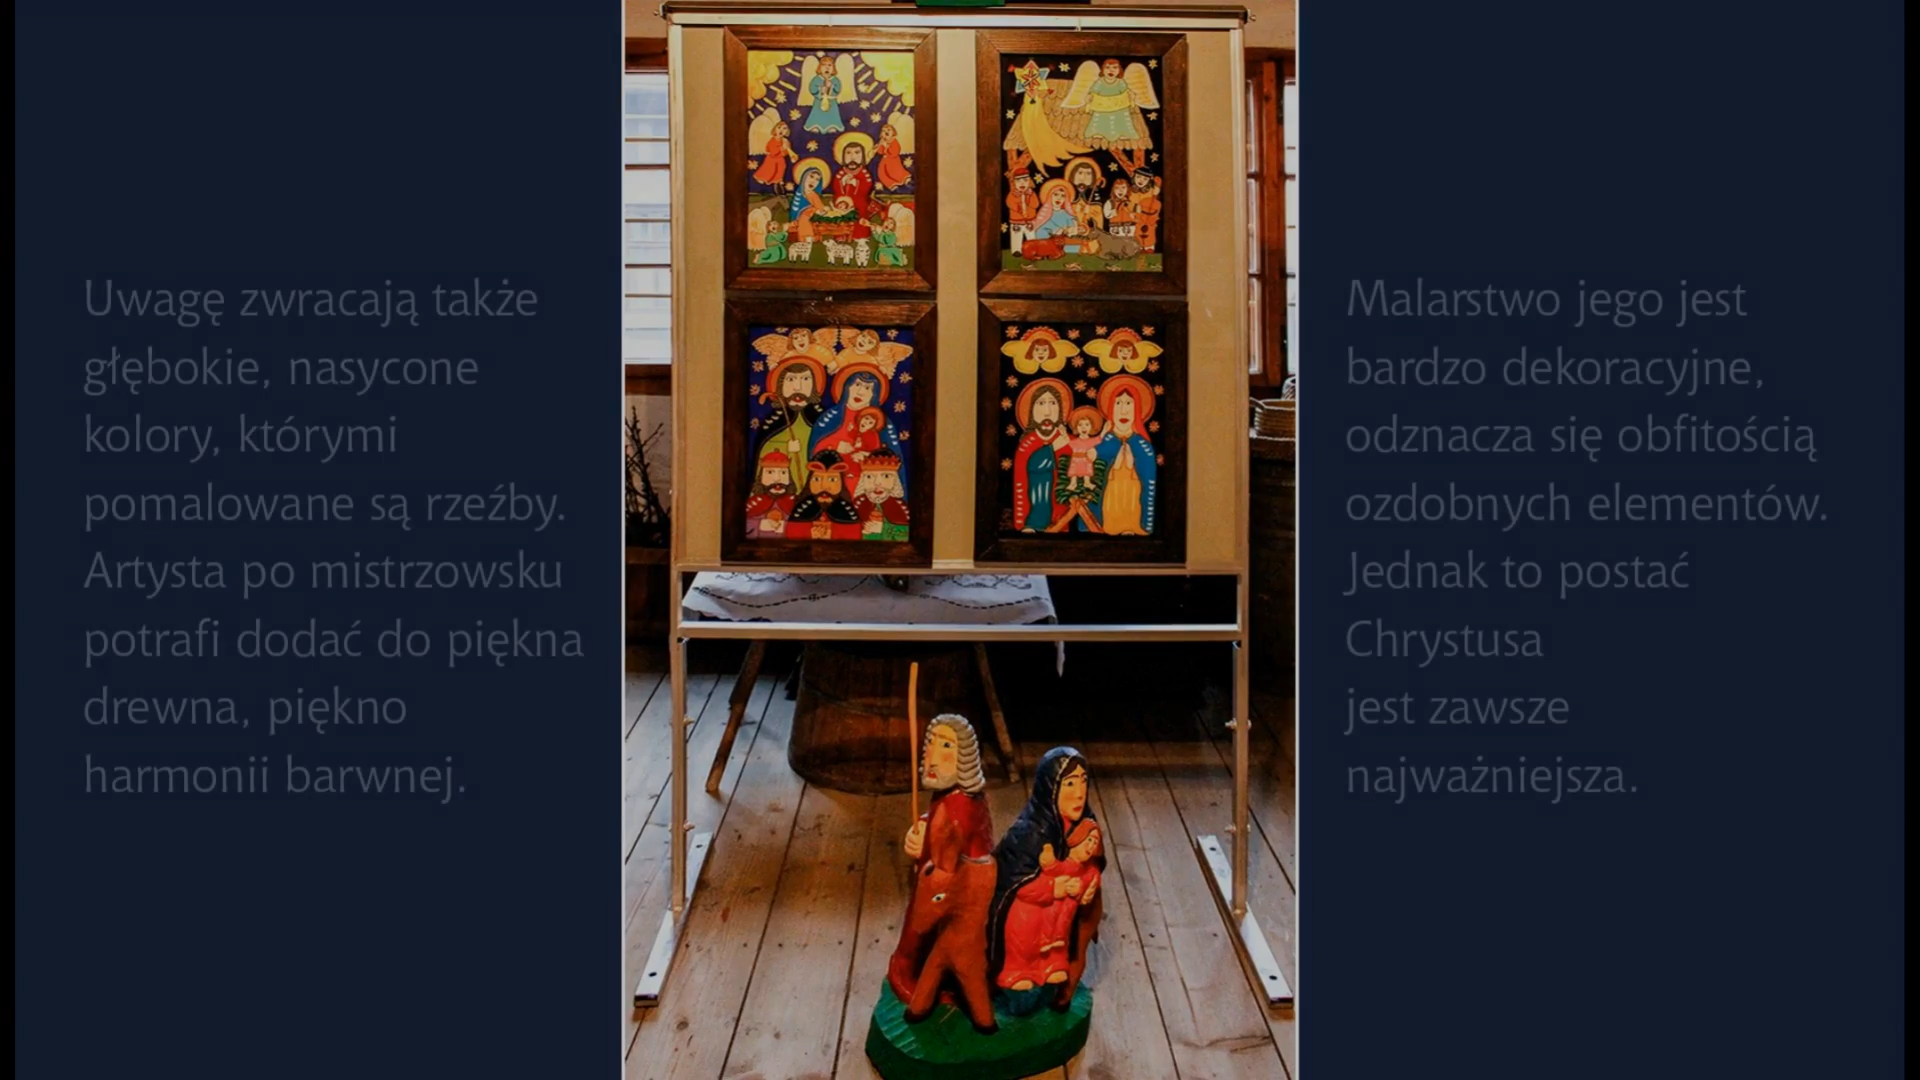 Uwagę zwracają także
głębokie, nasycone
kolory, którymi
pomalowane są rzeźby.
Artysta po mistrzowsku
potrafi dodać do piękna
drewna, piękno
harmonii barwnej.
Malarstwo jego jest
bardzo dekoracyjne,
odznacza się obfitością
ozdobnych elementów.
Jednak to postać
Chrystusa
jest zawsze
najważniejsza.